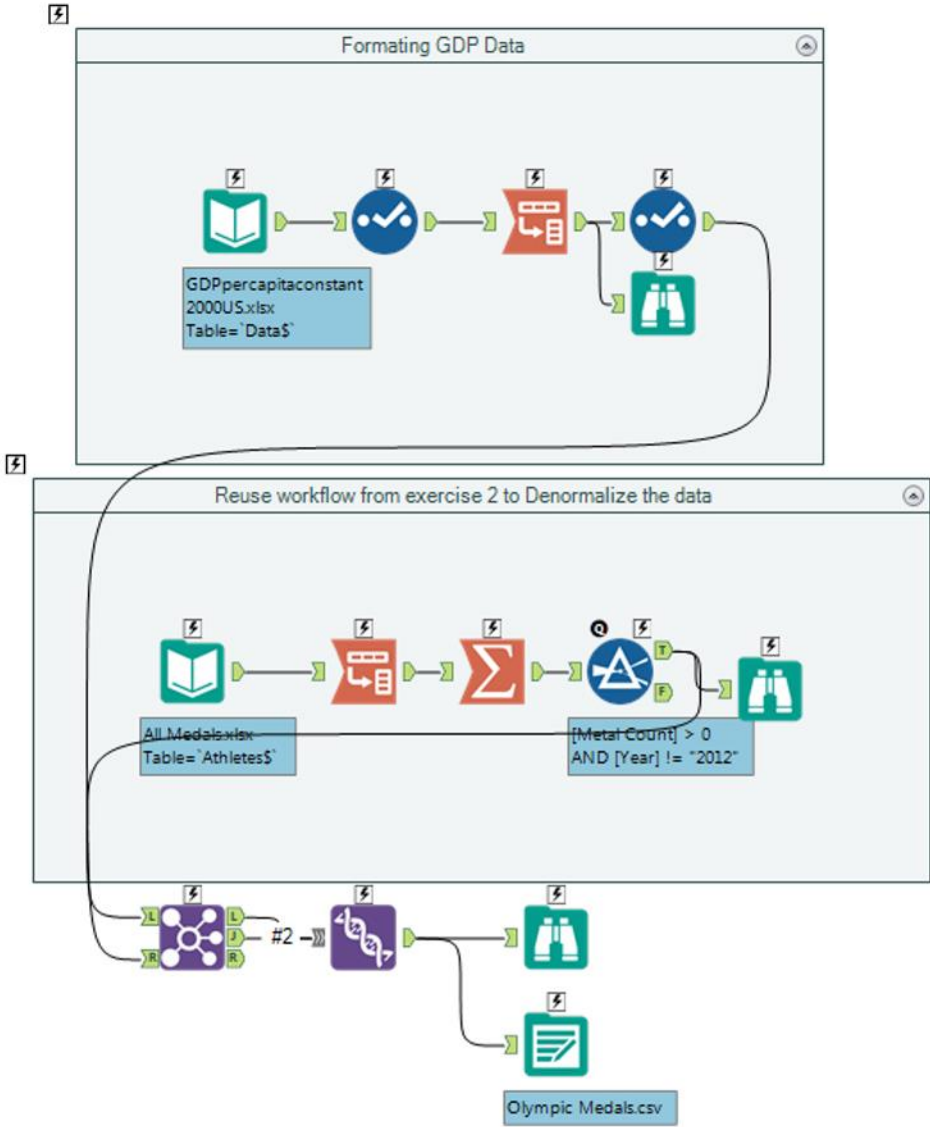 Formating GDP Data
GDPpercapitaconstant
2000US.xlsx
Table=`Data$`
Reuse workflow from exercise 2 to Denormalize the data
Q
T
F
All Medals.xlsx
Table=`Athletes$`
[Metal Count] > 0
AND [Year] != "2012"
L
R
L
J
R
#2
Olympic Medals.csv